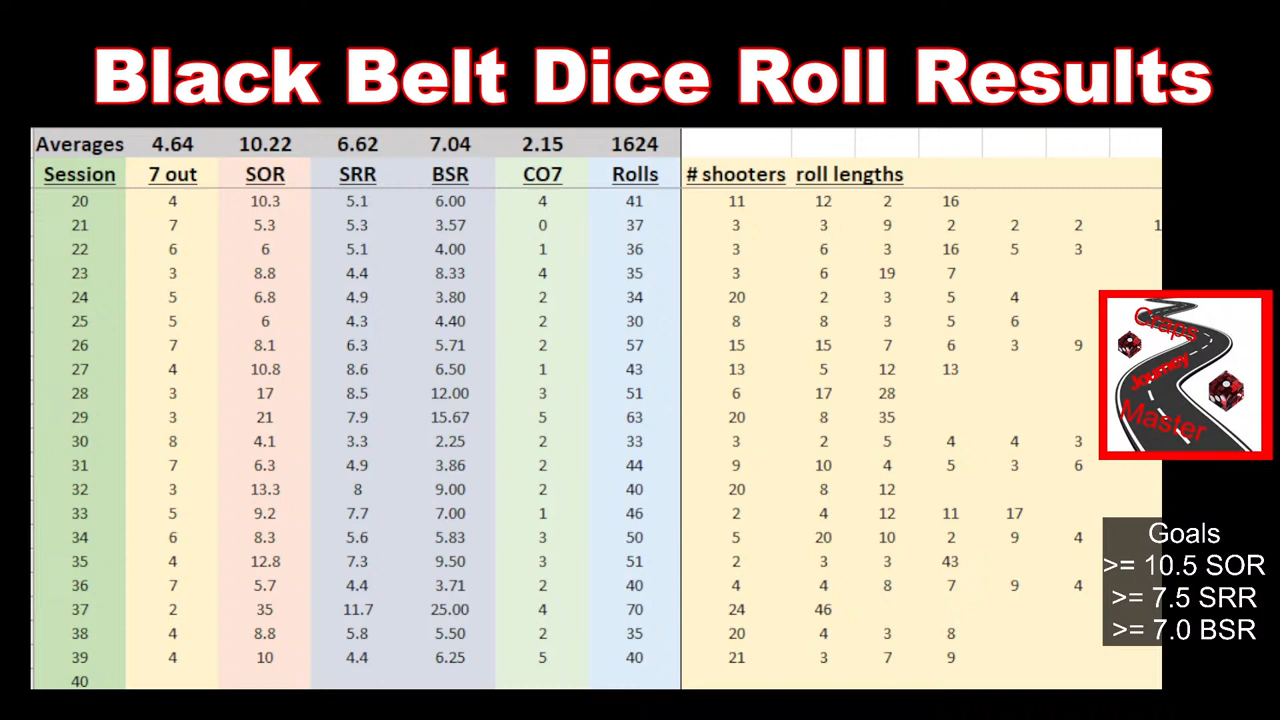 Black Belt Dice Roll Results
Averages 4.64 10.22 6.62 7.04 2.15 1624
Session 7 out SOR SRR BSR CO7 Rolls # shooters roll lengths
20 4 10.3 5.1 6.00 4 41 11 12 2 16
21 7 5.3 5.3 3.57 0 37 3 3 9 2 2 2 1
22 6 6 5.1 4.00 1 36 3 6 3 16 5 3
23 3 8.8 4.4 8.33 4 35 3 6 19 7
24 5 6.8 4.9 3.80 2 34 20 2 3 5 4
25 5 6 4.3 4.40 2 30 8 8 3 5 6
26 7 8.1 6.3 5.71 2 57 15 15 7 6 3 9
27 4 10.8 8.6 6.50 1 43 13 5 12 13
28 3 17 8.5 12.00 3 51 6 17 28
29 3 21 7.9 15.67 5 63 20 8 35
30 8 4.1 3.3 2.25 2 33 3 2 5 4 4 3
31 7 6.3 4.9 3.86 2 44 9 10 4 5 3 6
32 3 13.3 8 9.00 2 40 20 8 12
33 5 9.2 7.7 7.00 1 46 2 4 12 11 17
34 6 8.3 5.6 5.83 3 50 5 20 10 2 9 4
35 4 12.8 7.3 9.50 3 51 2 3 3 43
36 7 5.7 4.4 3.71 2 40 4 4 8 7 9 4
37 2 35 11.7 25.00 4 70 24 46
38 4 8.8 5.8 5.50 2 35 20 4 3 8
39 4 10 4.4 6.25 5 40 21 3 7 9
40
Craps
Journey
Master
Goals
>= 10.5 SOR
>= 7.5 SRR
>= 7.0 BSR